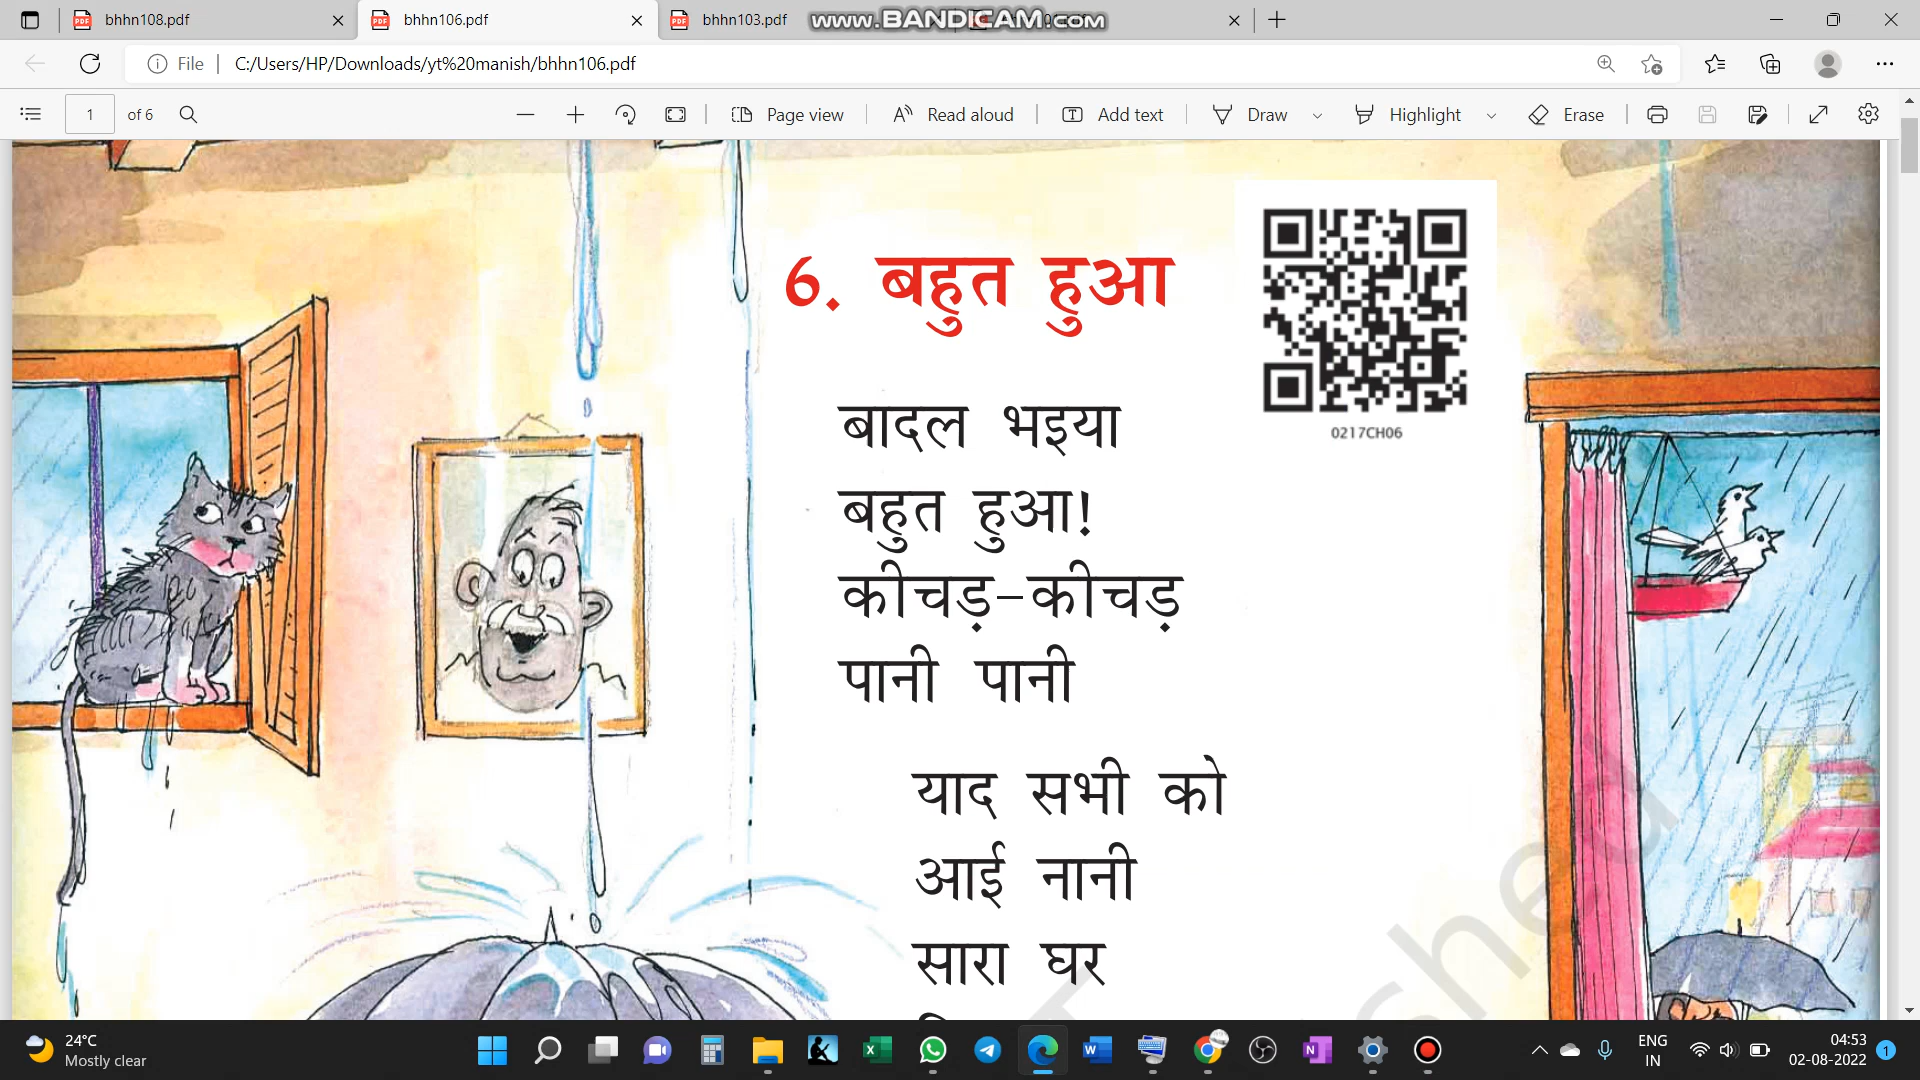 bhhn108.pdf
bhhn106.pdf
bhhn103.pdf
www.BANDICAM.com
File
C:/Users/HP/Downloads/yt%20manish/bhhn106.pdf
1 of 6
Page view
Read aloud
Add text
Draw
Highlight
Erase
6. बहुत हुआ
0217CH06
बादल भइया
बहुत हुआ!
कीचड़-कीचड़
पानी पानी
याद सभी को
आई नानी
सारा घर
24°C
Mostly clear
ENG
IN
04:53
02-08-2022
1